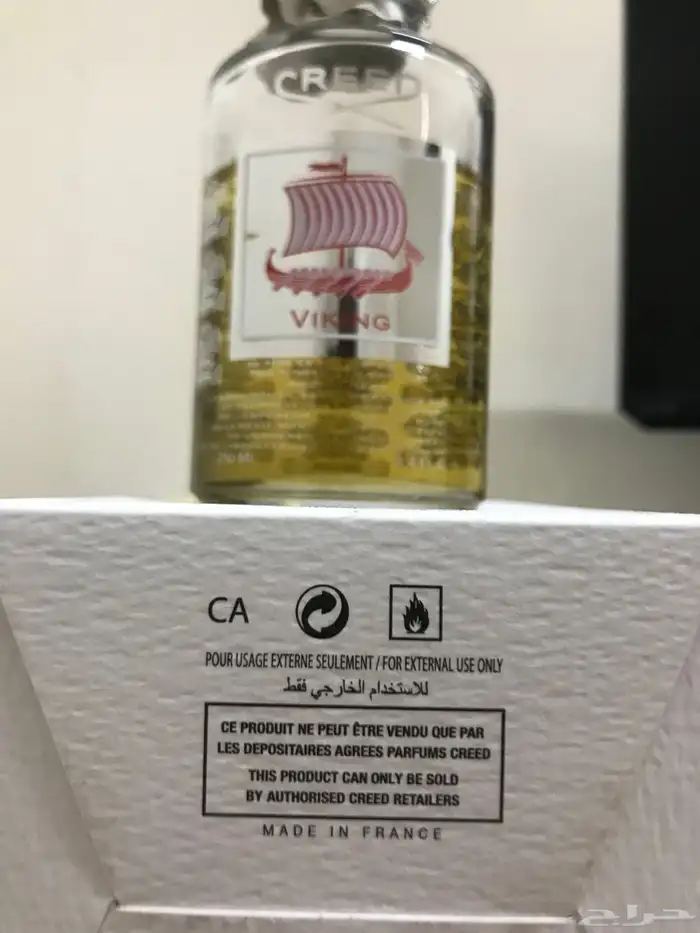 CREED
VIKING
250 ML
CA
POUR USAGE EXTERNE SEULEMENT / FOR EXTERNAL USE ONLY
للاستخدام الخارجي فقط
CE PRODUIT NE PEUT ÊTRE VENDU QUE PAR
LES DEPOSITAIRES AGREES PARFUMS CREED
THIS PRODUCT CAN ONLY BE SOLD
BY AUTHORISED CREED RETAILERS
MADE IN FRANCE
حراج